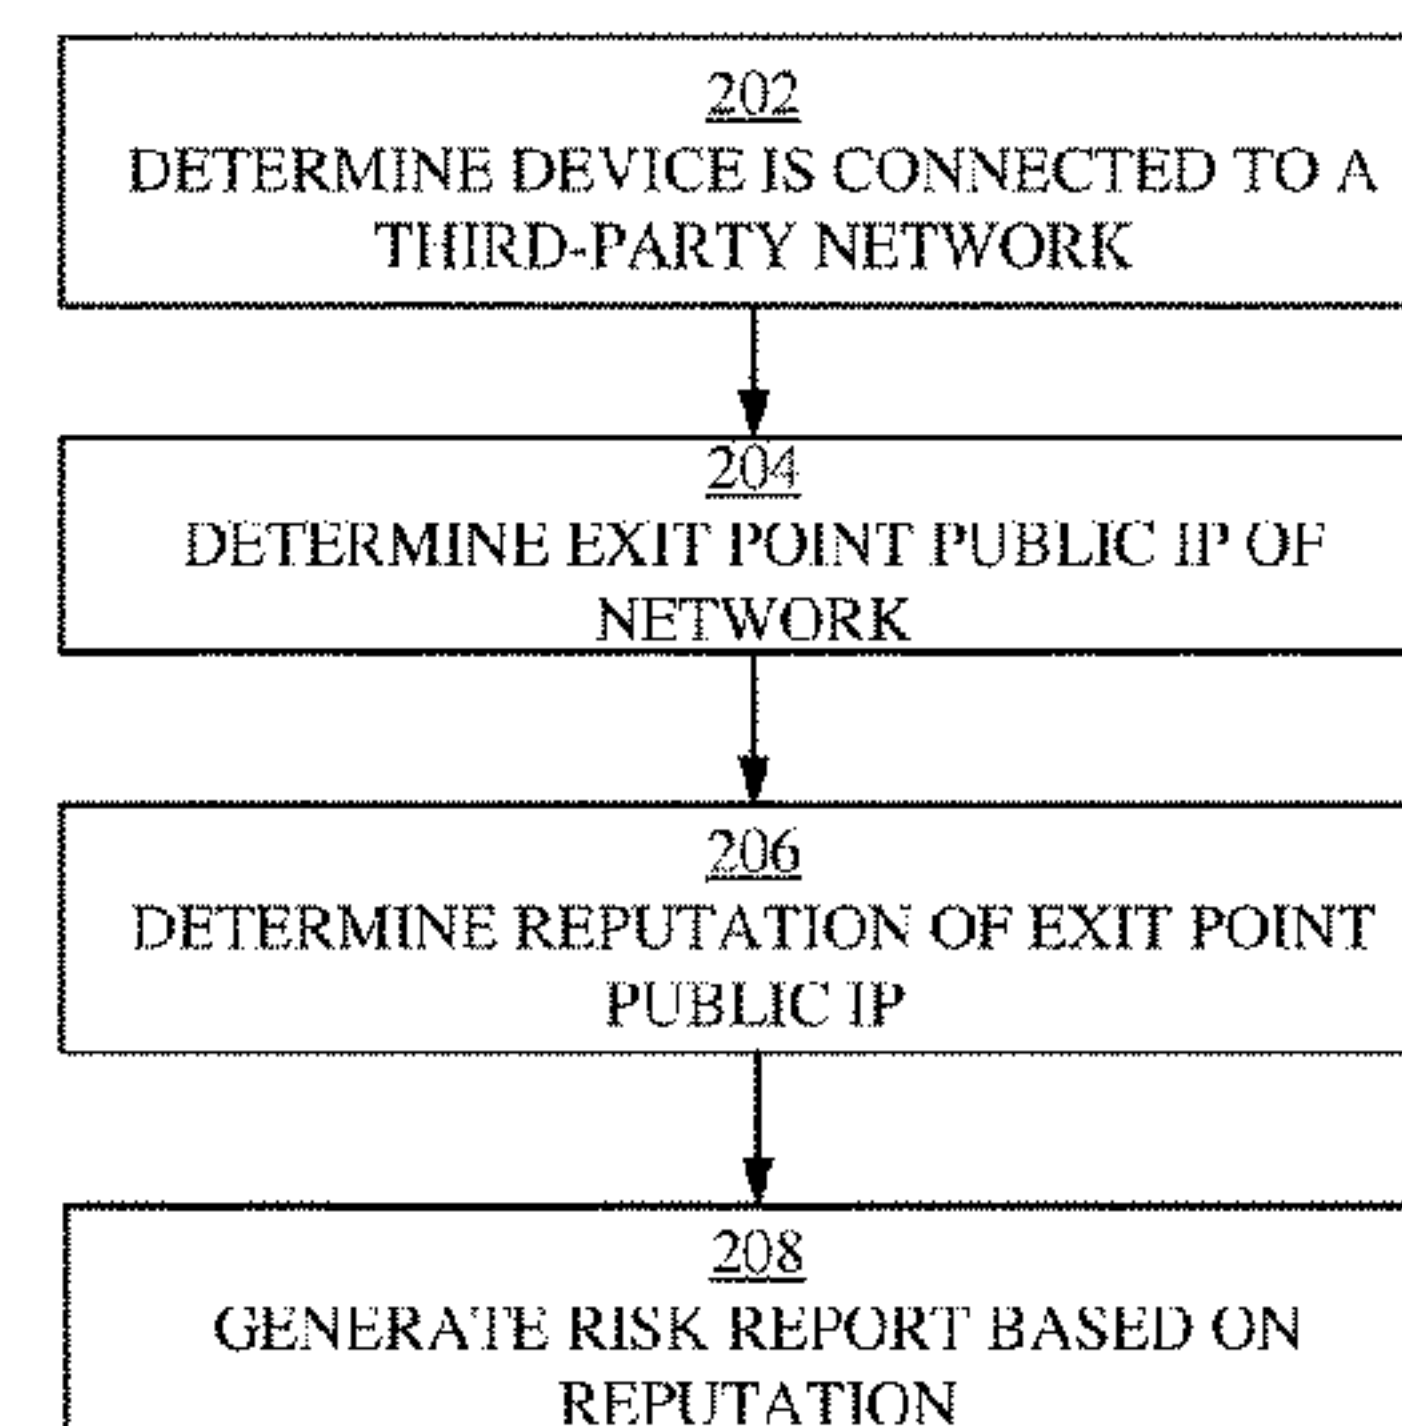 202
DETERMINE DEVICE IS CONNECTED TO A
THIRD-PARTY NETWORK
204
DETERMINE EXIT POINT PUBLIC IP OF
NETWORK
206
DETERMINE REPUTATION OF EXIT POINT
PUBLIC IP
208
GENERATE RISK REPORT BASED ON
REPUTATION